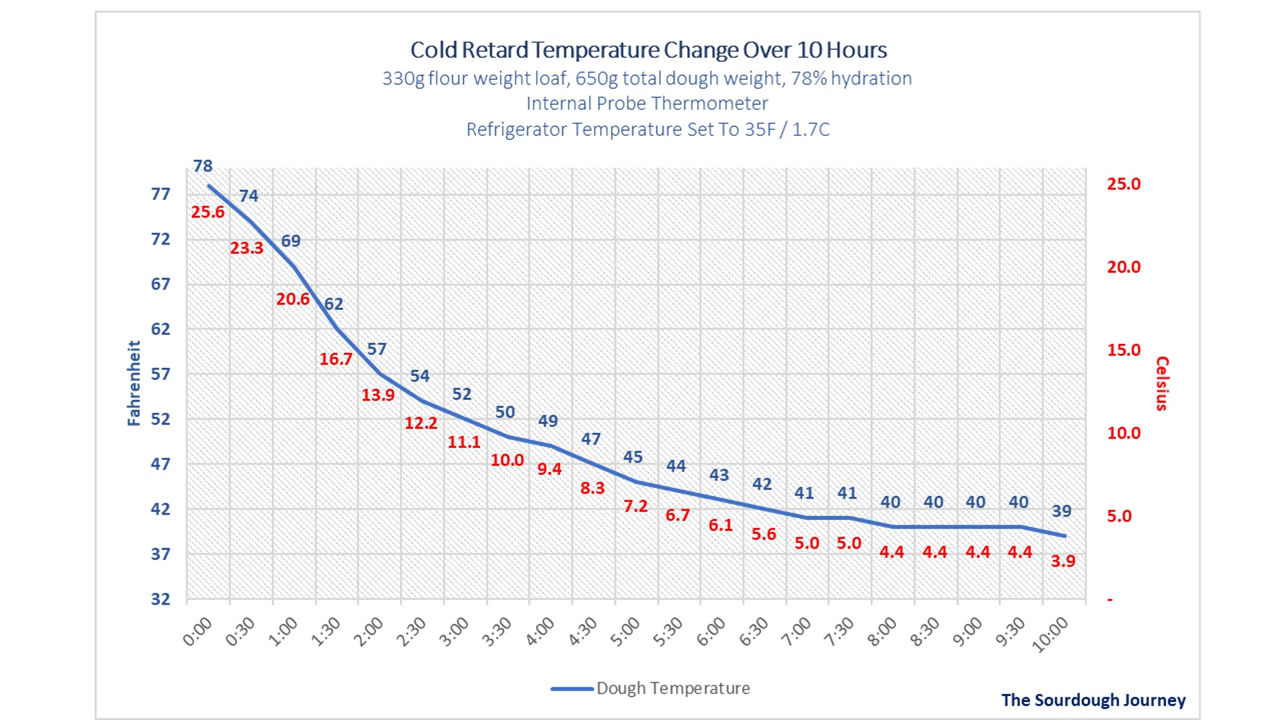 Cold Retard Temperature Change Over 10 Hours
330g flour weight loaf, 650g total dough weight, 78% hydration
Internal Probe Thermometer
Refrigerator Temperature Set To 35F / 1.7C
Fahrenheit
77
72
67
62
57
52
47
42
37
32
78 74 69 62 57 54 52 50 49 47 45 44 43 42 41 41 40 40 40 40 39
25.6 23.3 20.6 16.7 13.9 12.2 11.1 10.0 9.4 8.3 7.2 6.7 6.1 5.6 5.0 5.0 4.4 4.4 4.4 4.4 3.9
25.0
20.0
15.0
10.0
5.0
-
Celsius
0:00 0:30 1:00 1:30 2:00 2:30 3:00 3:30 4:00 4:30 5:00 5:30 6:00 6:30 7:00 7:30 8:00 8:30 9:00 9:30 10:00
Dough Temperature
The Sourdough Journey